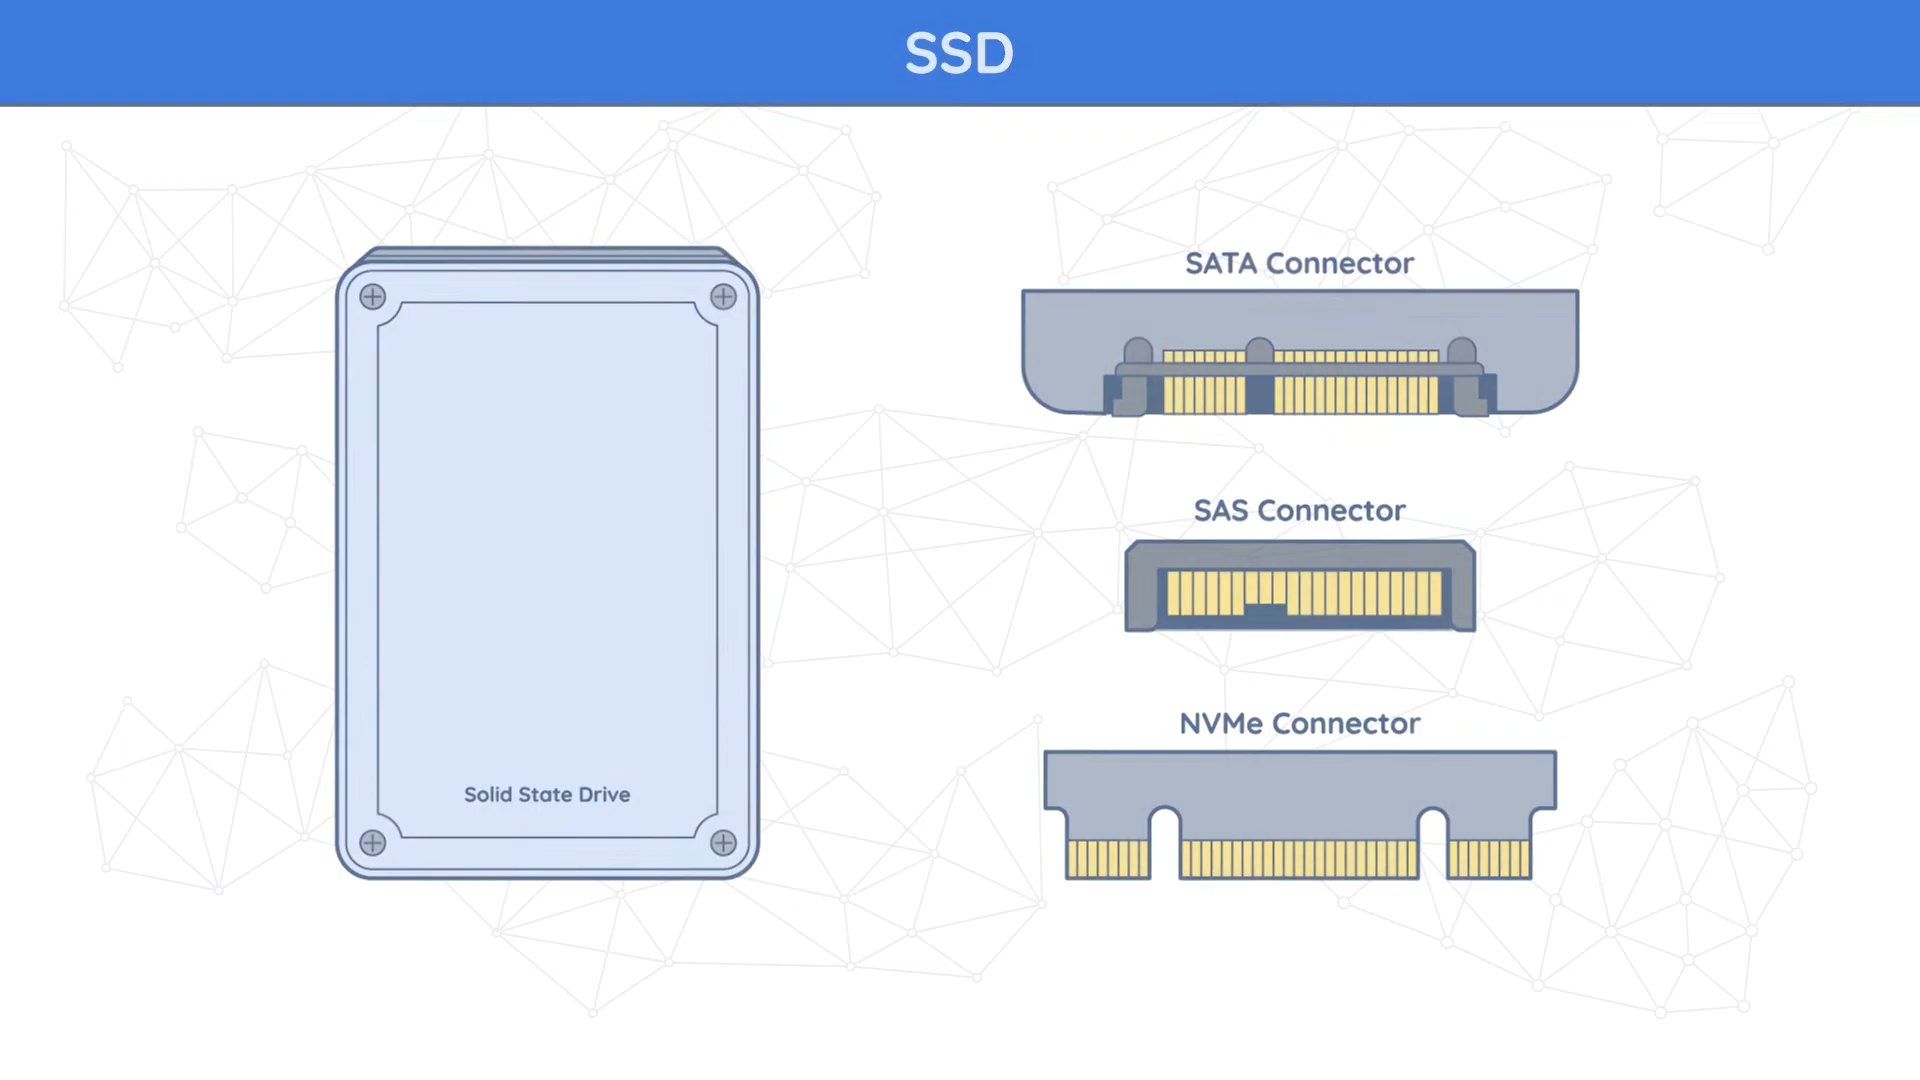 SSD
Solid State Drive
SATA Connector
SAS Connector
NVMe Connector